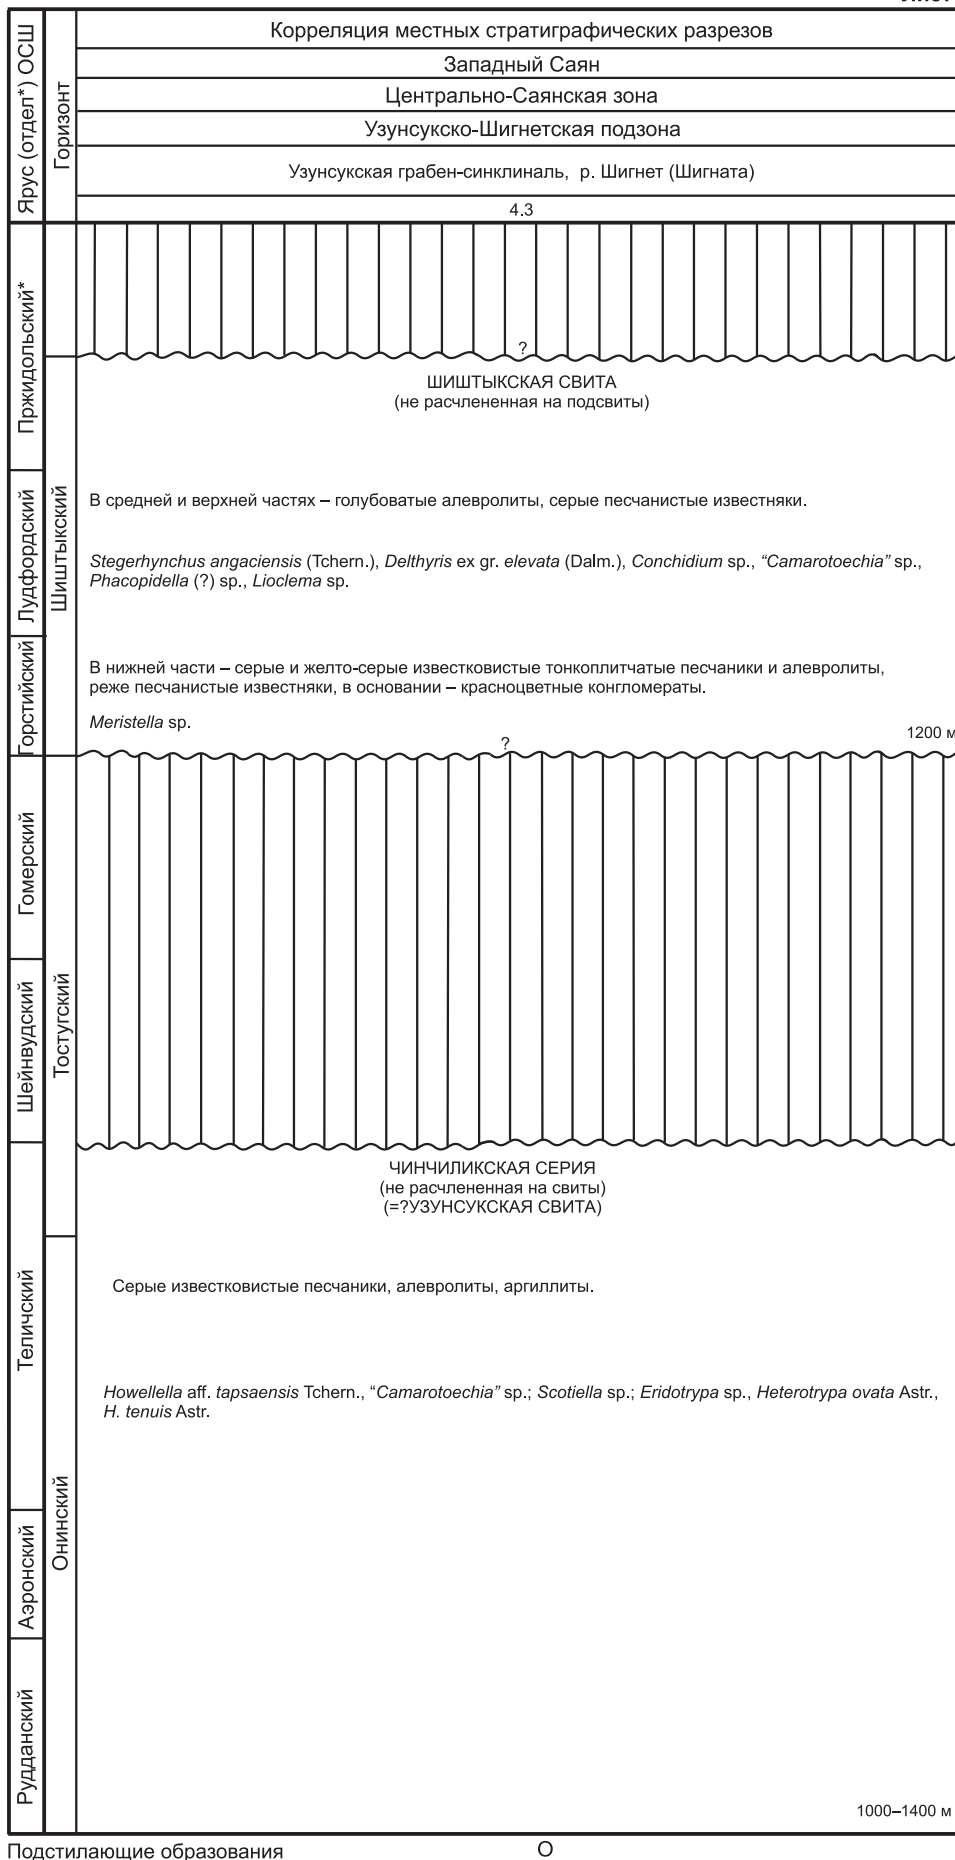 Ярус (отдел*) ОСШ
Горизонт
Корреляция местных стратиграфических разрезов
Западный Саян
Центрально-Саянская зона
Узунсукско-Шигнетская подзона
Узунсукская грабен-синклиналь, р. Шигнет (Шигната)
4.3
Пржидольский*
Лудфордский
Горстийский
Гомерский
Шейнвудский
Теличский
Аэронский
Рудданский
Шиштыкский
Тостугский
Онинский
?
ШИШТЫКСКАЯ СВИТА
(не расчлененная на подсвиты)
В средней и верхней частях – голубоватые алевролиты, серые песчанистые известняки.
Stegerhynchus angaciensis (Tchern.), Delthyris ex gr. elevata (Dalm.), Conchidium sp., “Camarotoechia” sp.,
Phacopidella (?) sp., Lioclema sp.
В нижней части – серые и желто-серые известковистые тонкоплитчатые песчаники и алевролиты,
реже песчанистые известняки, в основании – красноцветные конгломераты.
Meristella sp.
1200 м
?
ЧИНЧИЛИКСКАЯ СЕРИЯ
(не расчлененная на свиты)
(=?УЗУНСУКСКАЯ СВИТА)
Серые известковистые песчаники, алевролиты, аргиллиты.
Howellella aff. tapsaensis Tchern., “Camarotoechia” sp.; Scotiella sp.; Eridotrypa sp., Heterotrypa ovata Astr.,
H. tenuis Astr.
1000–1400 м
Подстилающие образования
О